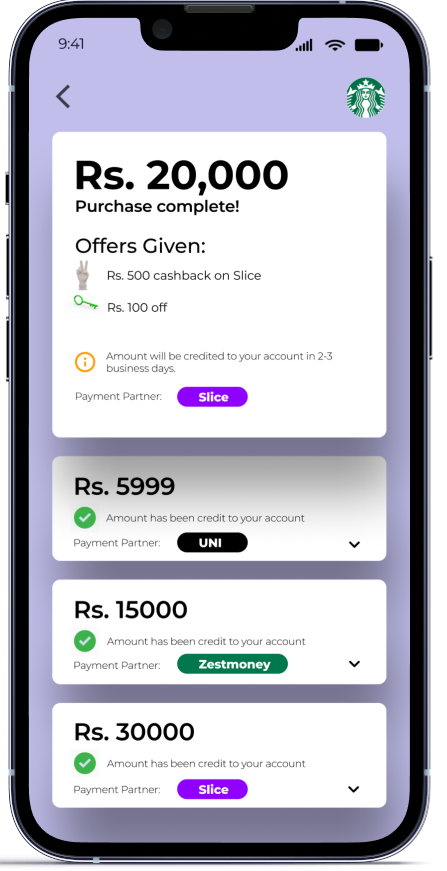 9:41
Rs. 20,000
Purchase complete!
Offers Given:
Rs. 500 cashback on Slice
Rs. 100 off
Amount will be credited to your account in 2-3
business days.
Payment Partner: Slice
Rs. 5999
Amount has been credit to your account
Payment Partner: UNI
Rs. 15000
Amount has been credit to your account
Payment Partner: Zestmoney
Rs. 30000
Amount has been credit to your account
Payment Partner: Slice